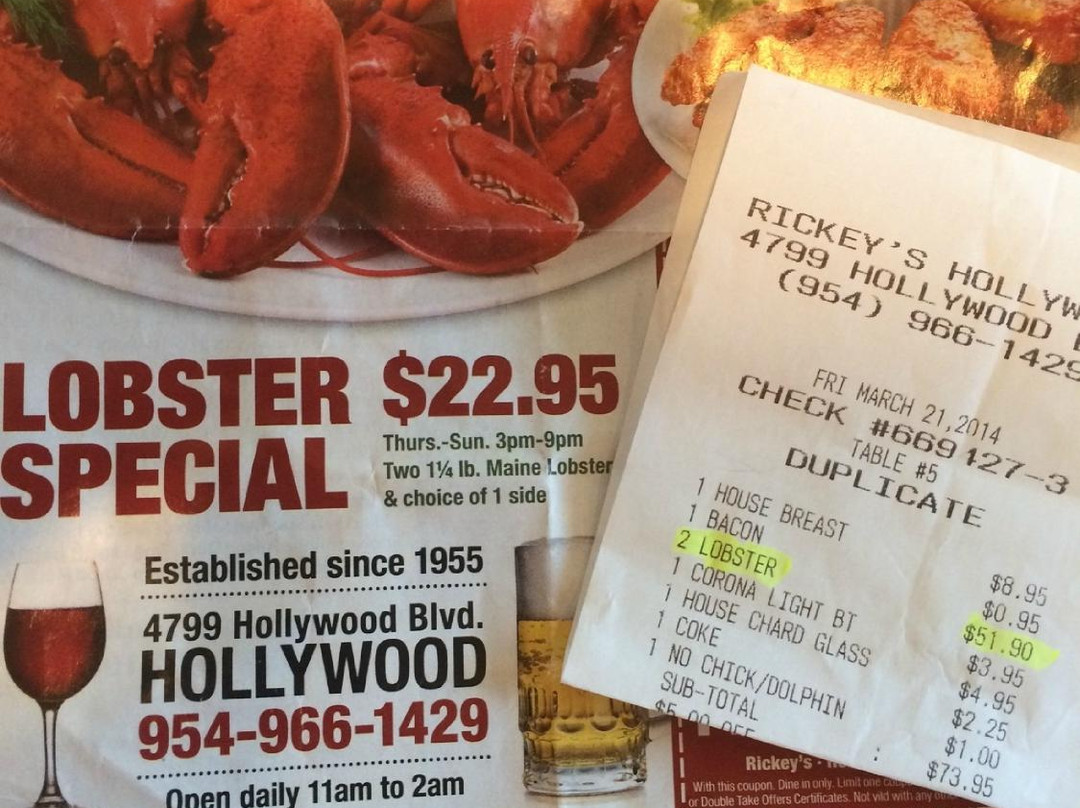 LOBSTER $22.95
SPECIAL
Thurs.-Sun. 3pm-9pm
Two 1¼ lb. Maine Lobster
& choice of 1 side
Established since 1955
4799 Hollywood Blvd.
HOLLYWOOD
954-966-1429
Open daily 11am to 2am
RICKEY'S HOLLYW
4799 HOLLYWOOD
(954) 966-1429
FRI MARCH 21,2014
CHECK #669427-3
TABLE #5
DUPLICATE
1 HOUSE BREAST $8.95
1 BACON $0.95
2 LOBSTER $51.90
1 CORONA LIGHT BT $3.95
1 HOUSE CHARD GLASS $4.95
1 COKE $2.25
1 NO CHICK/DOLPHIN $1.00
SUB-TOTAL $73.95
$5.00 OFF :
Rickey's
With this coupon. Dine in only. Limit one
or Double Take Offers Certificates. Not vild with any